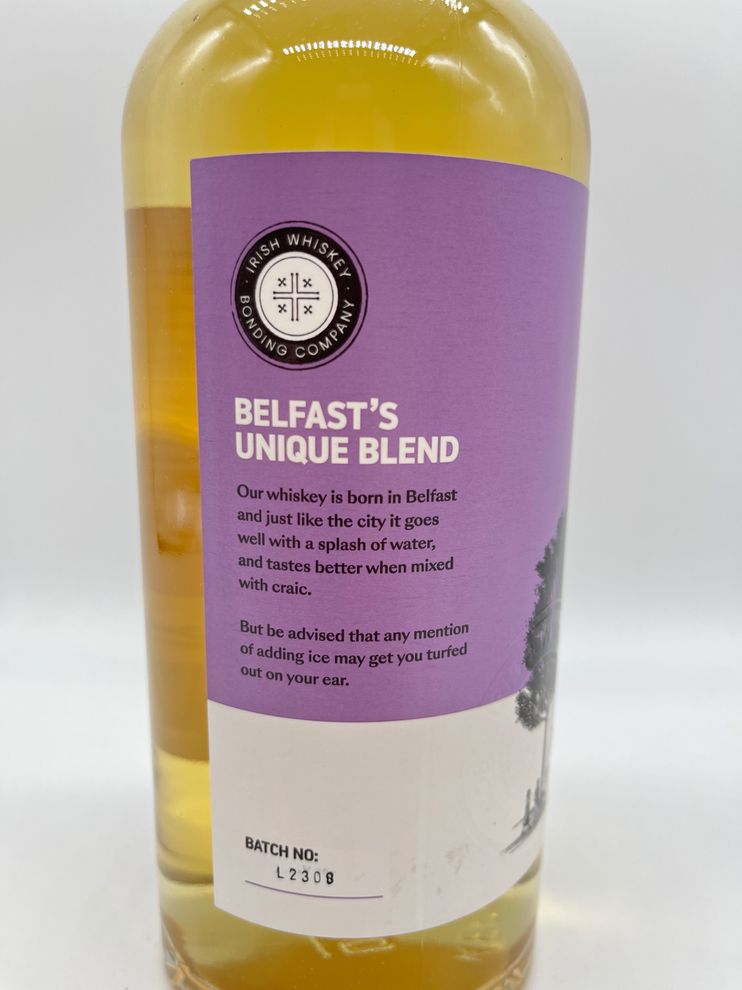 IRISH WHISKEY
BONDING COMPANY
BELFAST'S
UNIQUE BLEND
Our whiskey is born in Belfast
and just like the city it goes
well with a splash of water,
and tastes better when mixed
with craic.
But be advised that any mention
of adding ice may get you turfed
out on your ear.
BATCH NO:
L2308